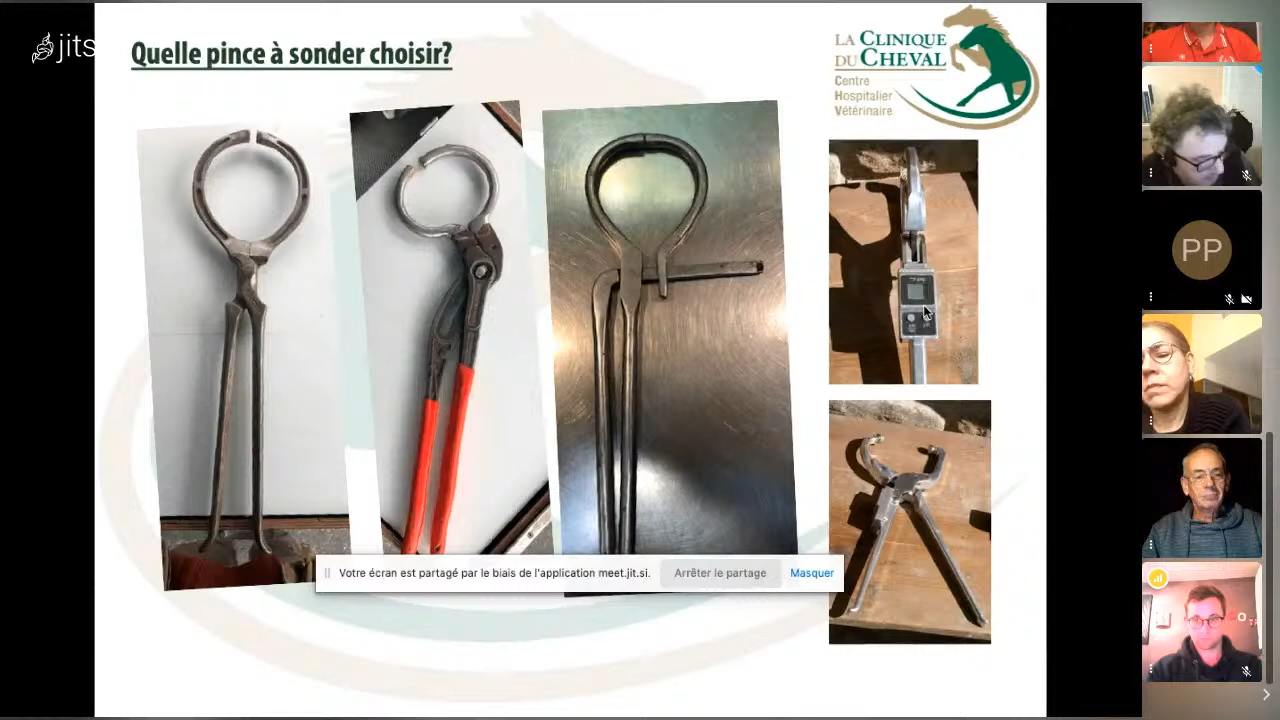 jits
Quelle pince à sonder choisir?
LA CLINIQUE
DU CHEVAL
Centre
Hospitalier
Vétérinaire
PP
Votre écran est partagé par le biais de l'application meet.jit.si.
Arrêter le partage
Masquer